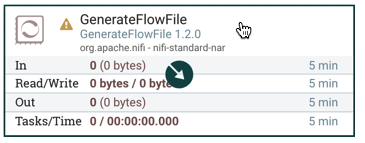 GenerateFlowFile
GenerateFlowFile 1.2.0
org.apache.nifi - nifi-standard-nar
In 0 (0 bytes) 5 min
Read/Write 0 bytes / 0 bytes 5 min
Out 0 (0 bytes) 5 min
Tasks/Time 0 / 00:00:00.000 5 min